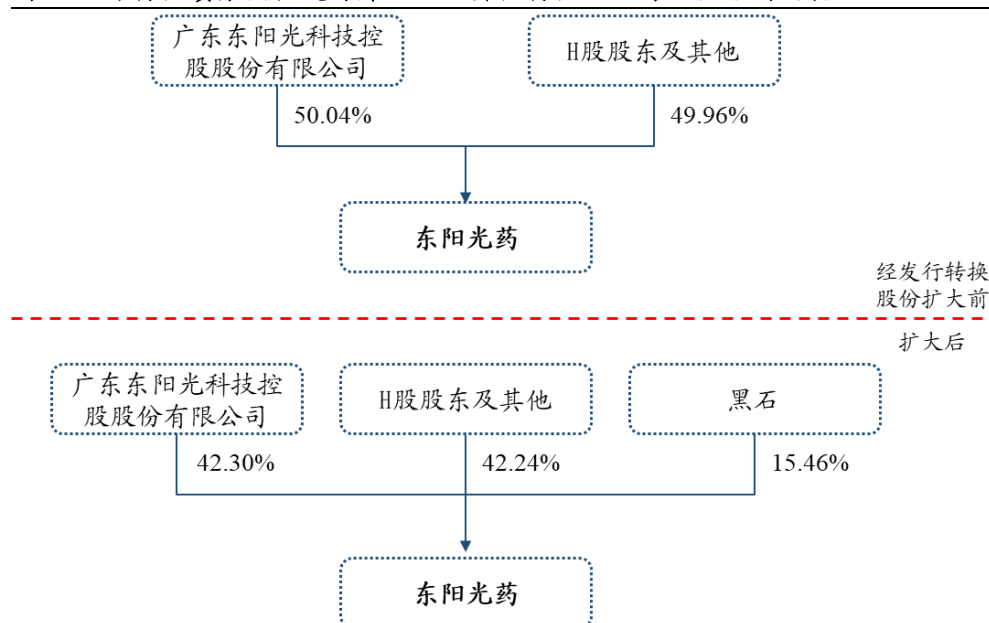 广东东阳光科技控
股股份有限公司
H股股东及其他
50.04%
49.96%
东阳光药
经发行转换
股份扩大前
扩大后
广东东阳光科技控
股股份有限公司
H股股东及其他
黑石
42.30%
42.24%
15.46%
东阳光药